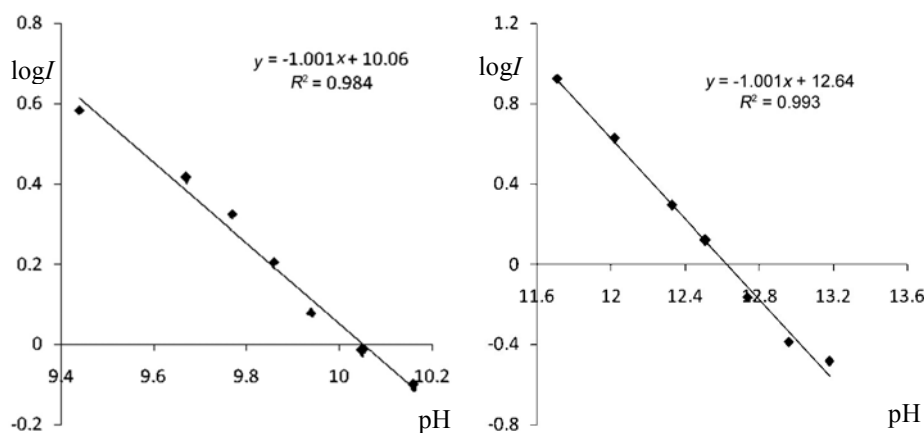 0.8
logI
y = -1.001x + 10.06
R² = 0.984
0.6
0.4
0.2
0
9.4 9.6 9.8 10 10.2
-0.2
pH
1.2
logI
y = -1.001x + 12.64
R² = 0.993
0.8
0.4
0
11.6 12 12.4 12.8 13.2 13.6
-0.4
-0.8
pH